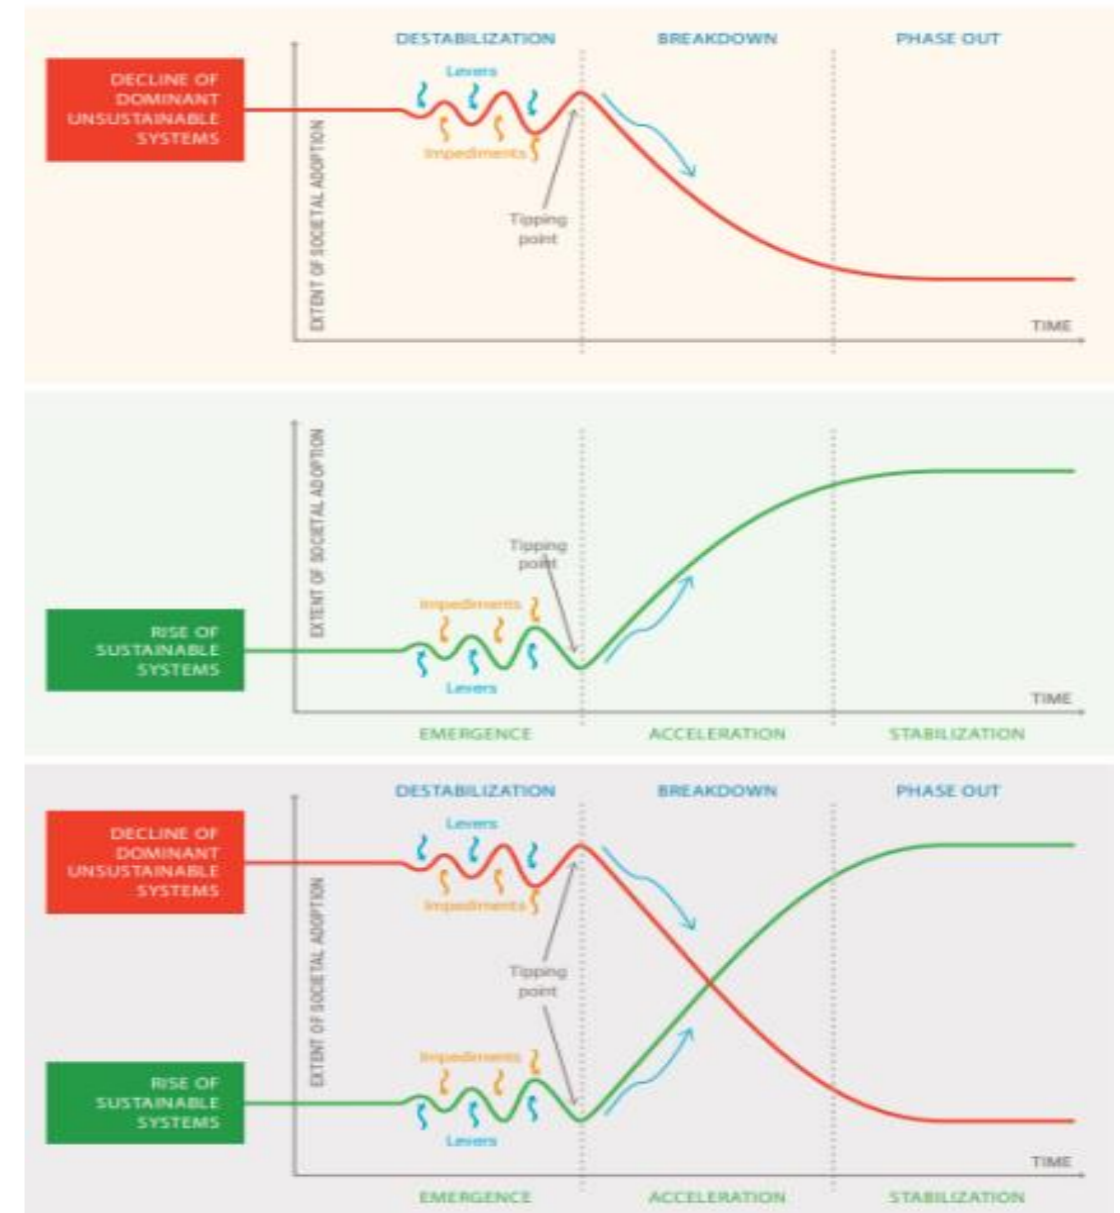 DESTABILIZATION
BREAKDOWN
PHASE OUT
DECLINE OF
DOMINANT
UNSUSTAINABLE
SYSTEMS
Levers
Impediments
EXTENT OF SOCIETAL ADOPTION
Tipping
point
TIME
EXTENT OF SOCIETAL ADOPTION
Tipping
point
Impediments
RISE OF
SUSTAINABLE
SYSTEMS
Levers
TIME
EMERGENCE
ACCELERATION
STABILIZATION
DESTABILIZATION
BREAKDOWN
PHASE OUT
DECLINE OF
DOMINANT
UNSUSTAINABLE
SYSTEMS
Levers
Impediments
EXTENT OF SOCIETAL ADOPTION
Tipping
point
Impediments
RISE OF
SUSTAINABLE
SYSTEMS
Levers
TIME
EMERGENCE
ACCELERATION
STABILIZATION